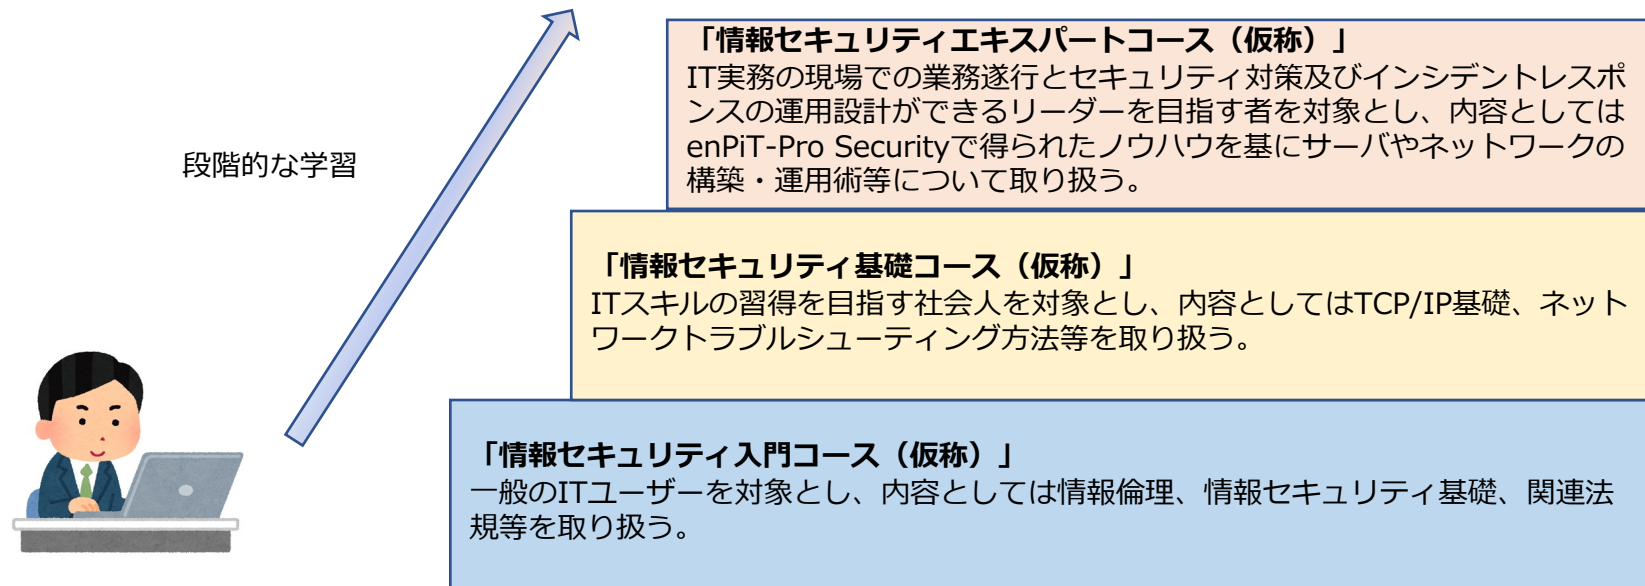 「情報セキュリティエキスパートコース（仮称）」
IT実務の現場での業務遂行とセキュリティ対策及びインシデントレスポ
ンスの運用設計ができるリーダーを目指す者を対象とし、内容としては
enPiT-Pro Securityで得られたノウハウを基にサーバやネットワークの
構築・運用術等について取り扱う。
段階的な学習
「情報セキュリティ基礎コース（仮称）」
ITスキルの習得を目指す社会人を対象とし、内容としてはTCP/IP基礎、ネット
ワークトラブルシューティング方法等を取り扱う。
「情報セキュリティ入門コース（仮称）」
一般のITユーザーを対象とし、内容としては情報倫理、情報セキュリティ基礎、関連法
規等を取り扱う。